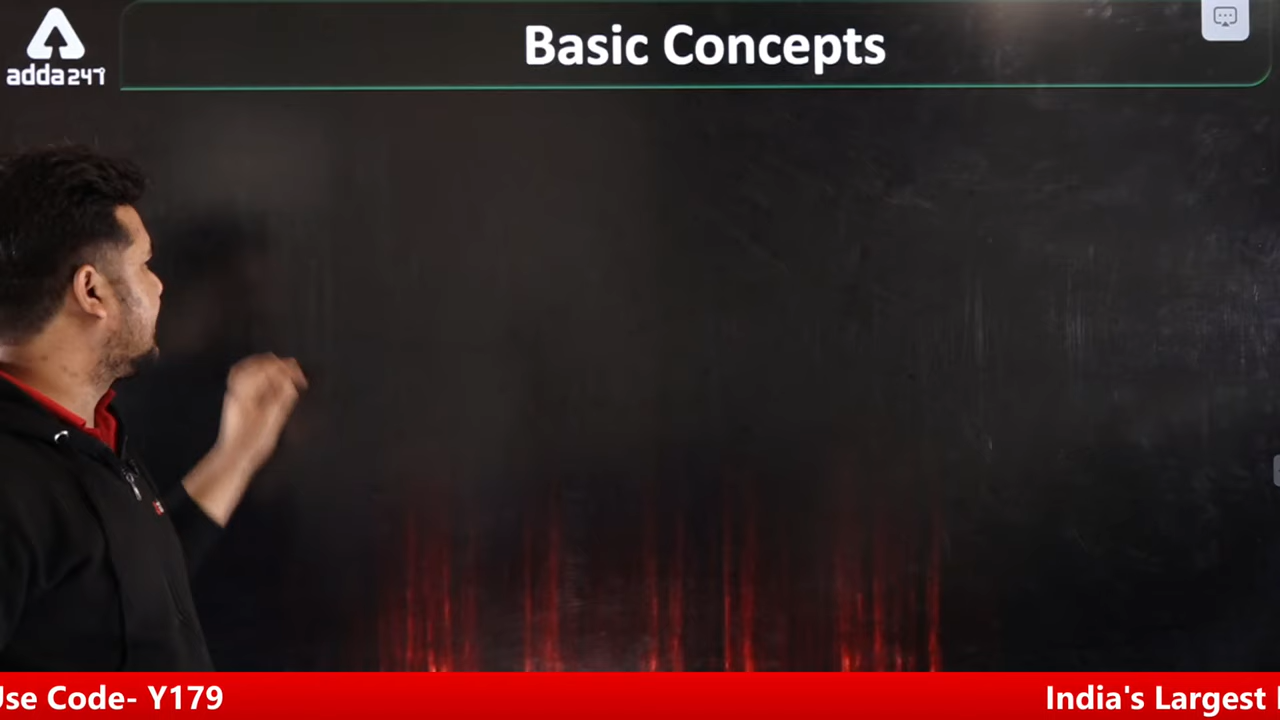 Basic Concepts
adda247
Use Code- Y179
India's Largest